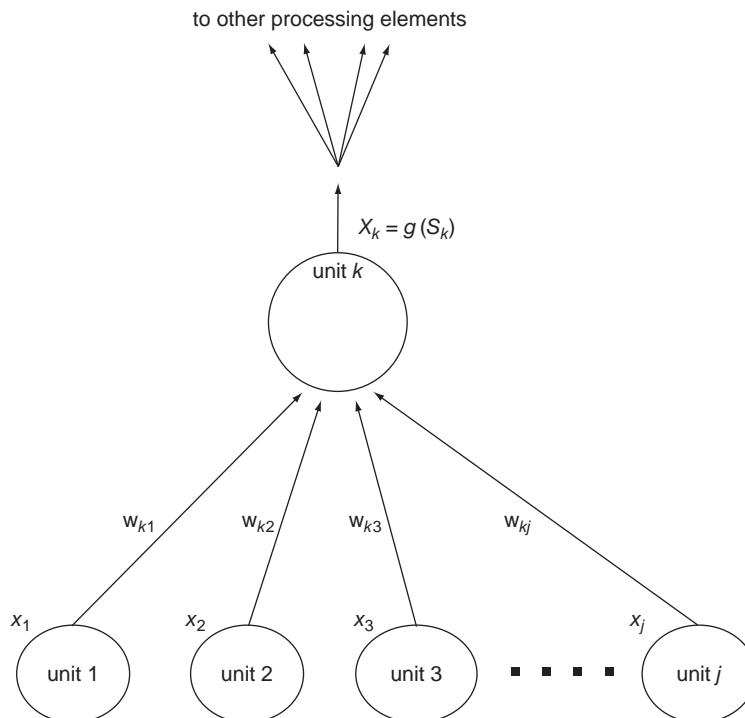 to other processing elements
X_k = g (S_k)
unit k
w_k1 w_k2 w_k3 w_kj
x_1 x_2 x_3 x_j
unit 1 unit 2 unit 3 unit j